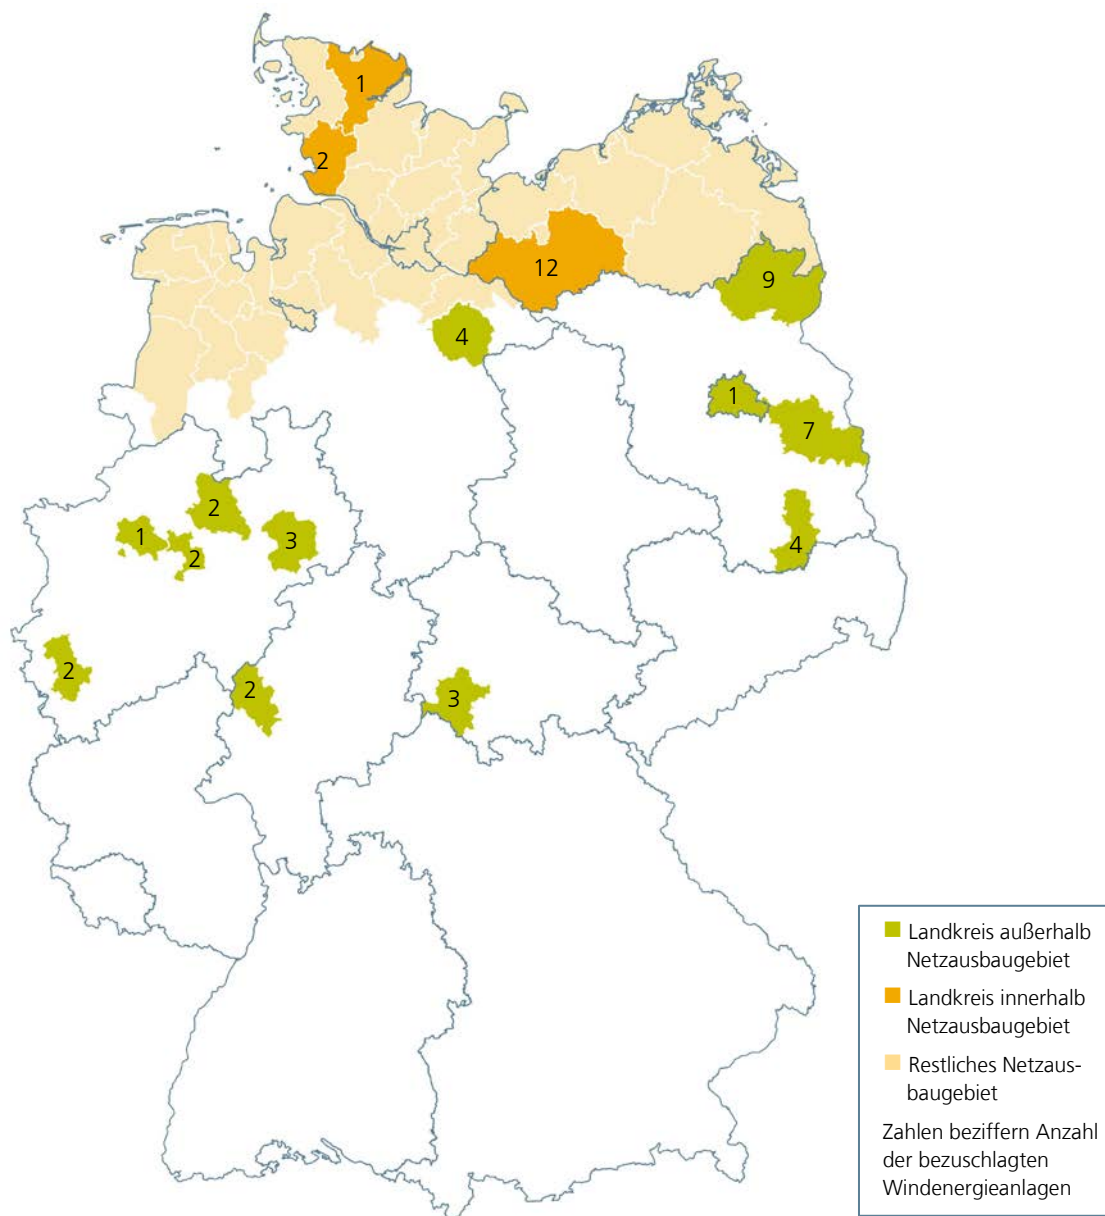 1
2
12
9
4
1
7
2
1
2
3
4
2
2
3
Landkreis außerhalb
Netzausbaugebiet
Landkreis innerhalb
Netzausbaugebiet
Restliches Netzaus-
baugebiet
Zahlen beziffern Anzahl
der bezuschlagten
Windenergieanlagen